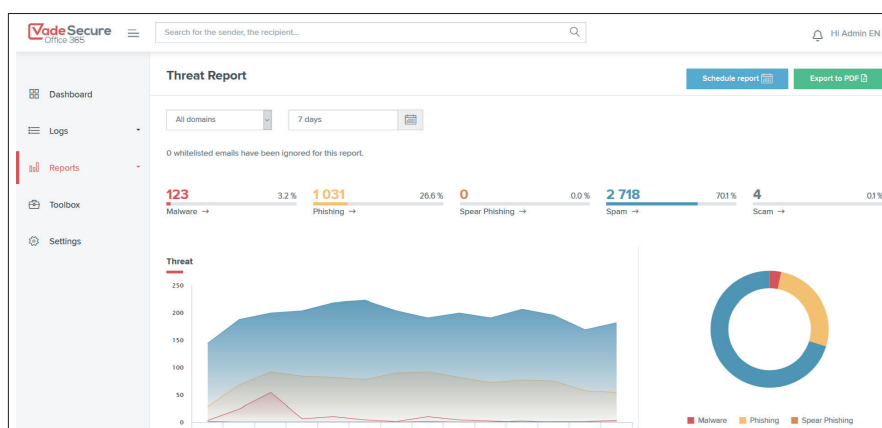 VadeSecure
Office 365
Search for the sender, the recipient...
Hi Admin EN
Threat Report
Schedule report
Export to PDF
Dashboard
All domains
7 days
Logs
0 whitelisted emails have been ignored for this report.
Reports
123
3.2 %
1 031
26.6 %
0
0.0 %
2 718
70.1 %
4
0.1 %
Malware →
Phishing →
Spear Phishing →
Spam →
Scam →
Toolbox
Settings
Threat
250
200
150
100
50
0
Malware
Phishing
Spear Phishing